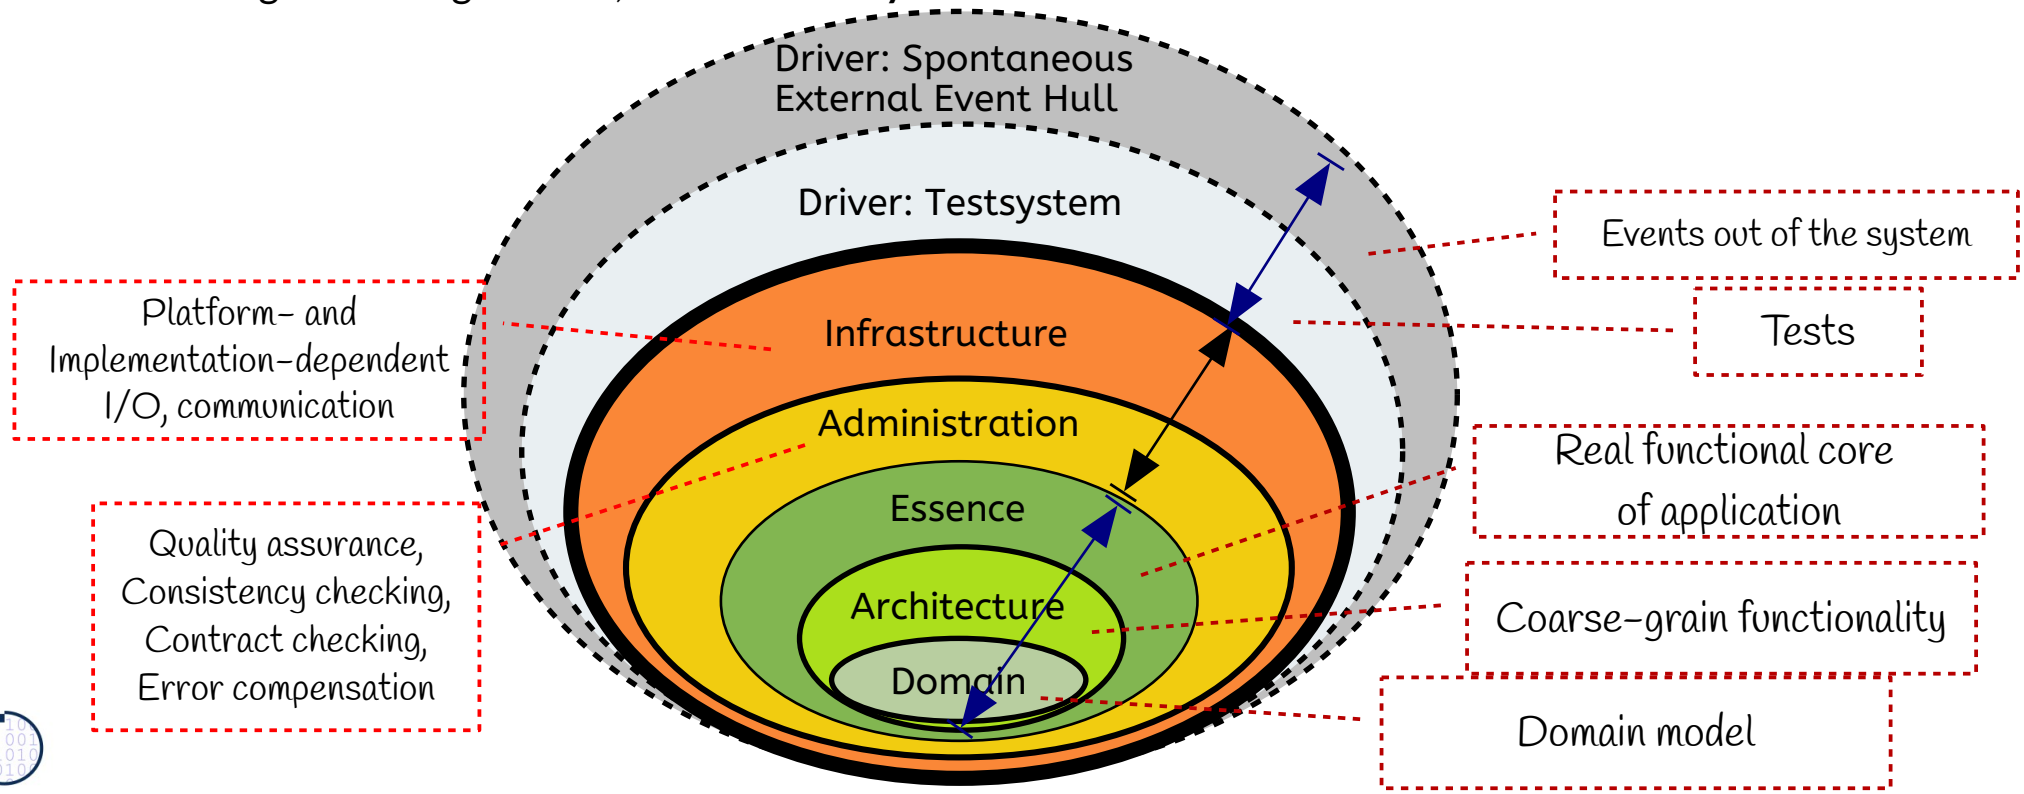 Driver: Spontaneous
External Event Hull
Driver: Testsystem
Events out of the system
Tests
Platform- and
Implementation-dependent
I/O, communication
Infrastructure
Administration
Real functional core
of application
Essence
Quality assurance,
Consistency checking,
Contract checking,
Error compensation
Architecture
Coarse-grain functionality
Domain
Domain model